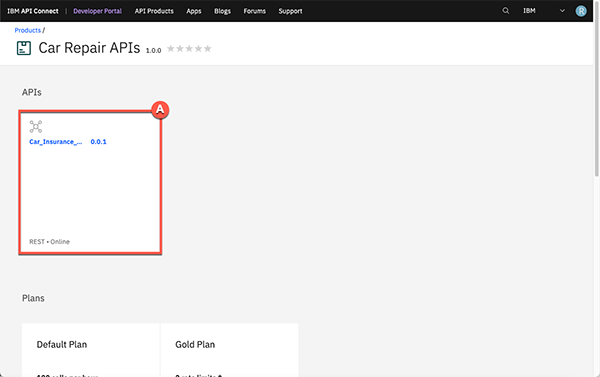 IBM API Connect Developer Portal API Products Apps Blogs Forums Support IBM R
Products /
Car Repair APIs 1.0.0
APIs
A
Car_Insurance_... 0.0.1
REST • Online
Plans
Default Plan Gold Plan